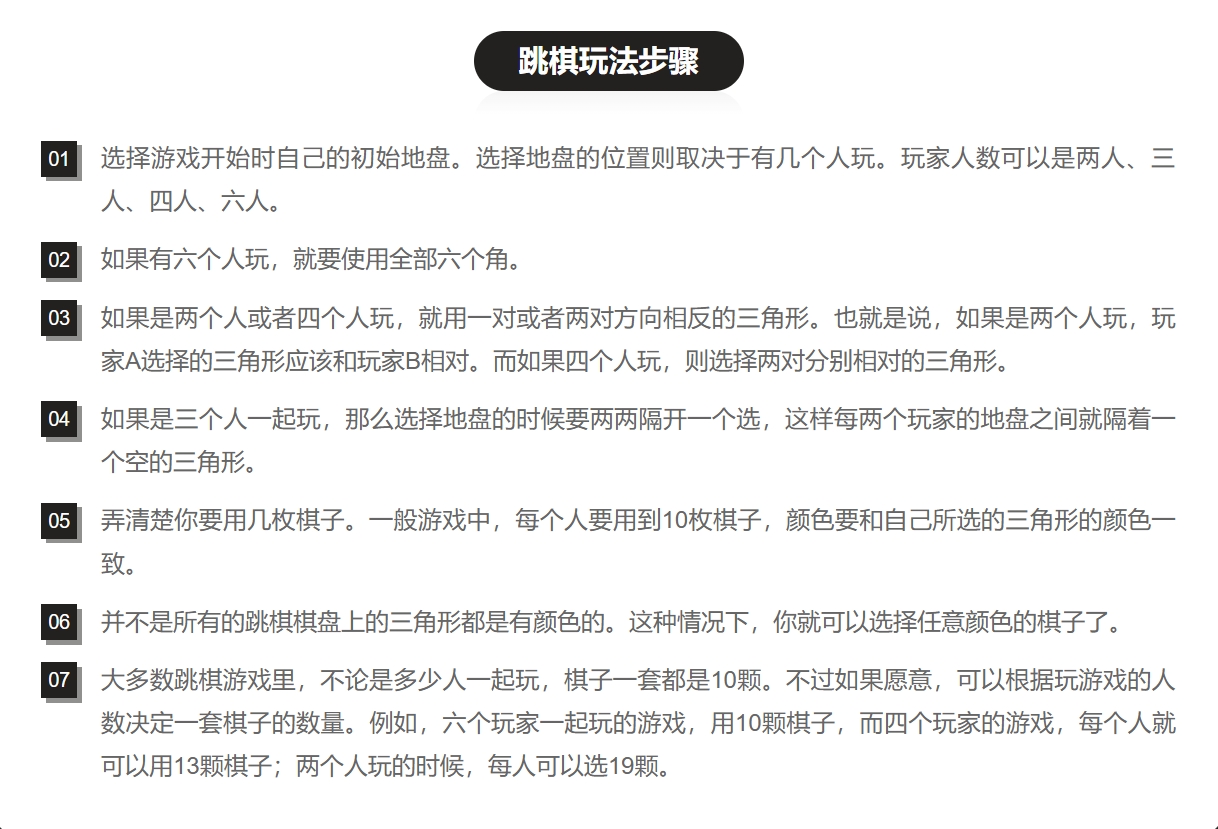 跳棋玩法步骤
01 选择游戏开始时自己的初始地盘。选择地盘的位置则取决于有几个人玩。玩家人数可以是两人、三
人、四人、六人。
02 如果有六个人玩，就要使用全部六个角。
03 如果是两个人或者四个人玩，就用一对或者两对方向相反的三角形。也就是说，如果是两个人玩，玩
家A选择的三角形应该和玩家B相对。而如果四个人玩，则选择两对分别相对的三角形。
04 如果是三个人一起玩，那么选择地盘的时候要两两隔开一个选，这样每两个玩家的地盘之间就隔着一
个空的三角形。
05 弄清楚你要用几枚棋子。一般游戏中，每个人要用到10枚棋子，颜色要和自己所选的三角形的颜色一
致。
06 并不是所有的跳棋棋盘上的三角形都是有颜色的。这种情况下，你就可以选择任意颜色的棋子了。
07 大多数跳棋游戏里，不论是多少人一起玩，棋子一套都是10颗。不过如果愿意，可以根据玩游戏的人
数决定一套棋子的数量。例如，六个玩家一起玩的游戏，用10颗棋子，而四个玩家的游戏，每个人就
可以用13颗棋子；两个人玩的时候，每人可以选19颗。